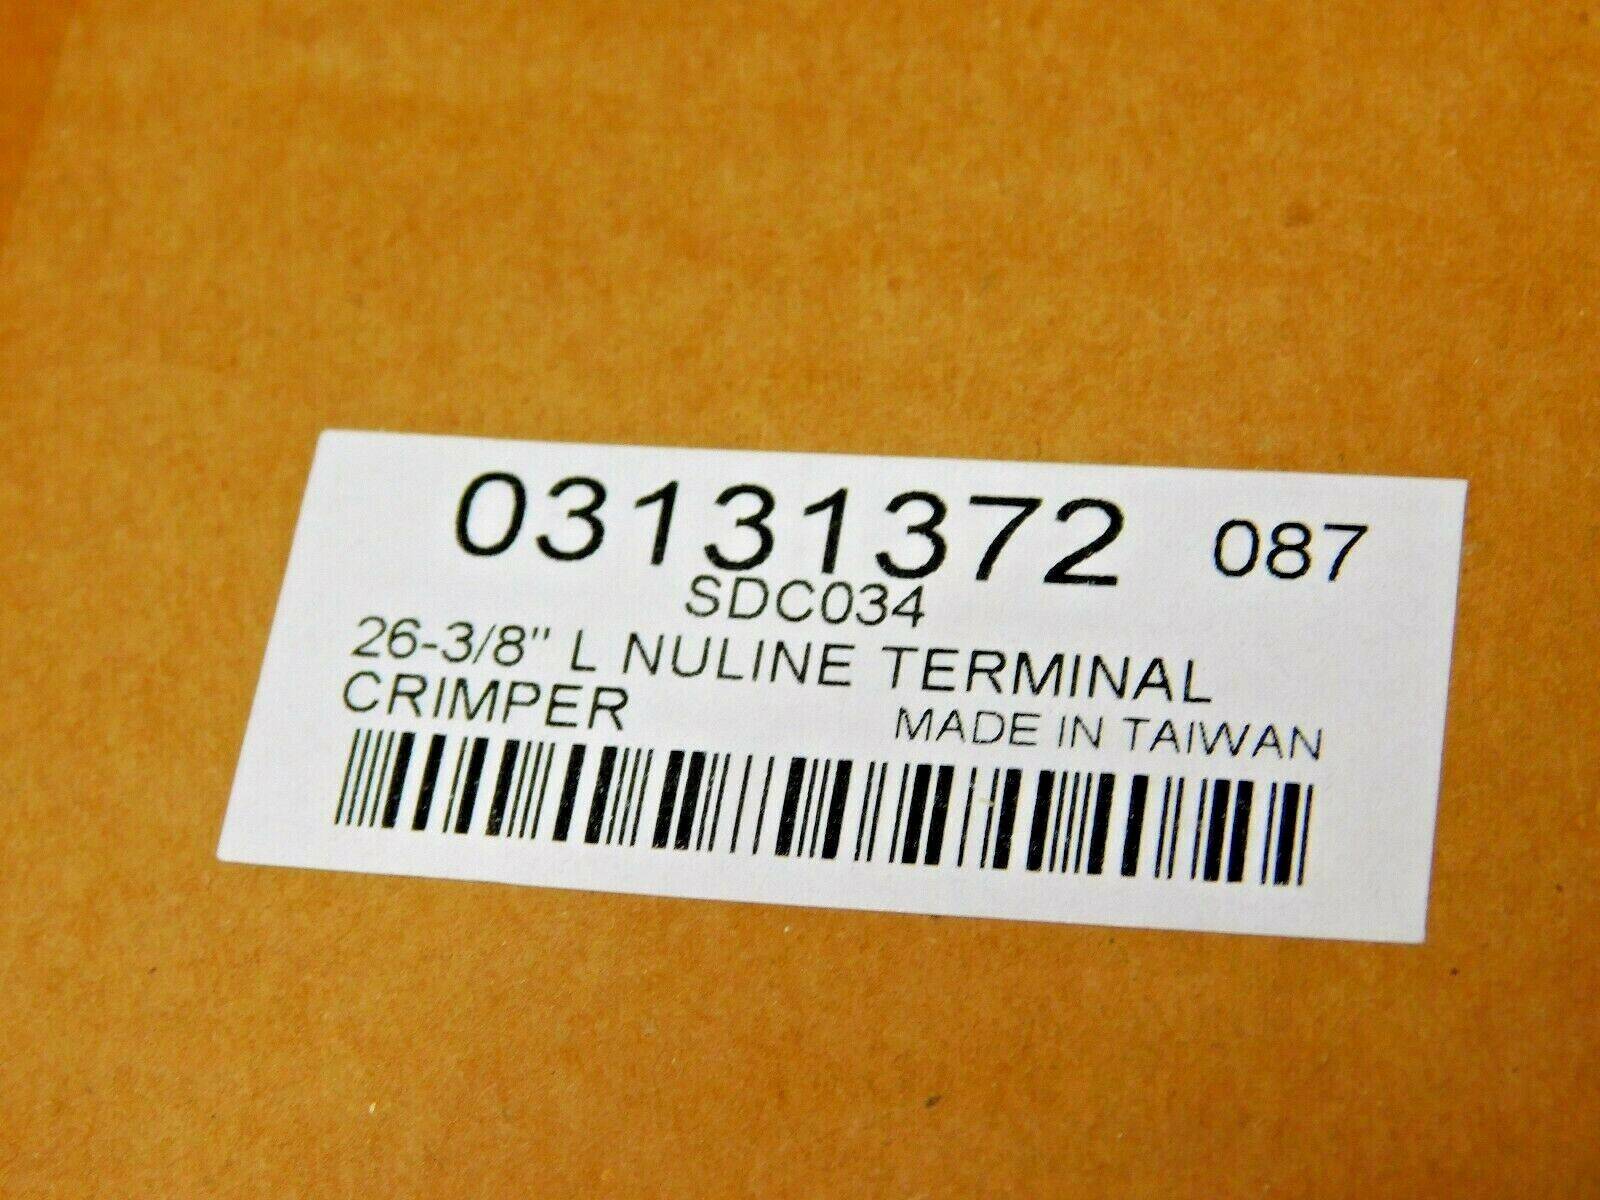 03131372 087
SDC034
26-3/8" L NULINE TERMINAL
CRIMPER MADE IN TAIWAN